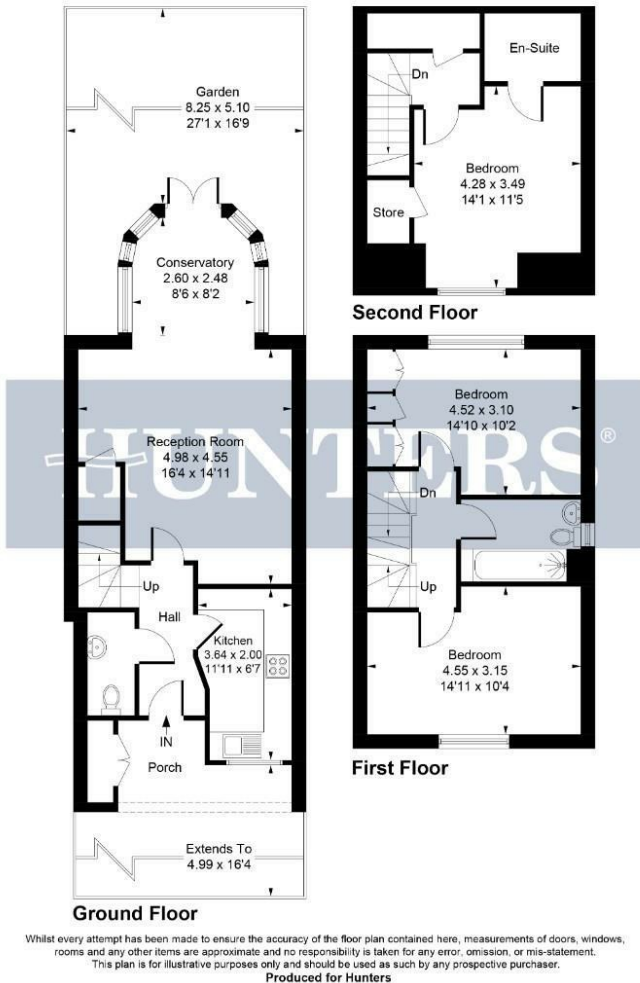 Garden
8.25 x 5.10
27'1 x 16'9
Conservatory
2.60 x 2.48
8'6 x 8'2
HUNTERS®
Reception Room
4.98 x 4.55
16'4 x 14'11
Up
Hall
Kitchen
3.64 x 2.00
11'11 x 6'7
IN
Porch
Extends To
4.99 x 16'4
Ground Floor
En-Suite
Dn
Bedroom
4.28 x 3.49
14'1 x 11'5
Store
Second Floor
Bedroom
4.52 x 3.10
14'10 x 10'2
Dn
Up
Bedroom
4.55 x 3.15
14'11 x 10'4
First Floor
Whilst every attempt has been made to ensure the accuracy of the floor plan contained here, measurements of doors, windows,
rooms and any other items are approximate and no responsibility is taken for any error, omission, or mis-statement.
This plan is for illustrative purposes only and should be used as such by any prospective purchaser.
Produced for Hunters